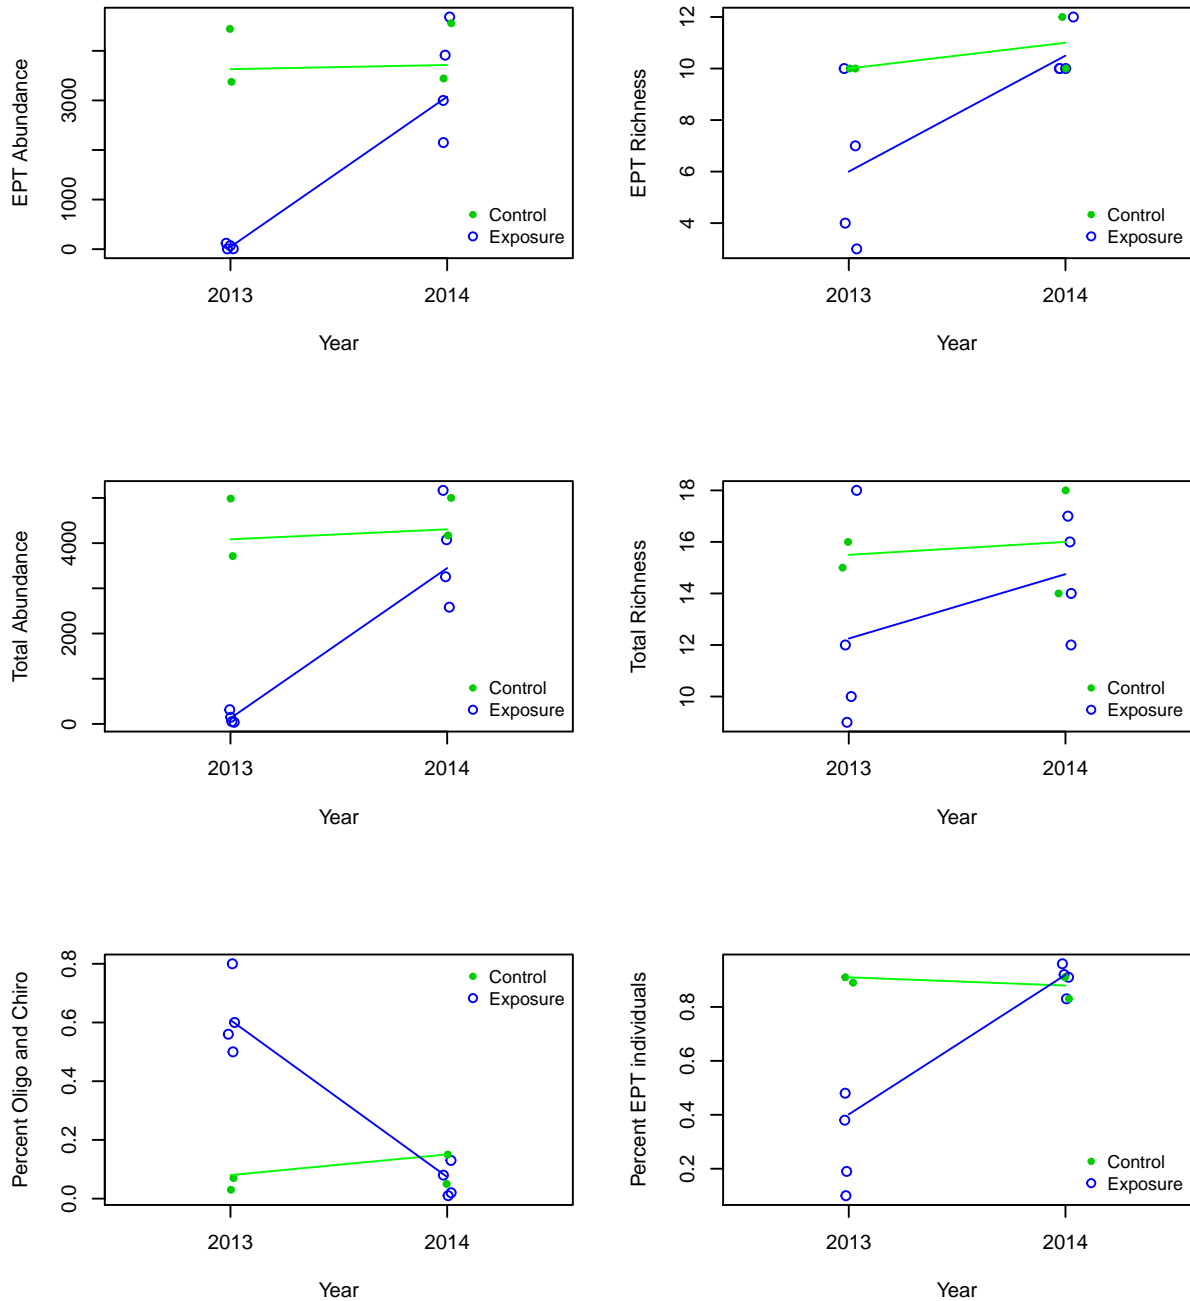 EPT Abundance
0
1000
3000
2013
2014
Year
Control
Exposure
EPT Richness
4
6
8
10
12
2013
2014
Year
Control
Exposure
Total Abundance
0
2000
4000
2013
2014
Year
Control
Exposure
Total Richness
10
12
14
16
18
2013
2014
Year
Control
Exposure
Percent Oligo and Chiro
0.0
0.2
0.4
0.6
0.8
2013
2014
Year
Control
Exposure
Percent EPT individuals
0.2
0.4
0.6
0.8
2013
2014
Year
Control
Exposure